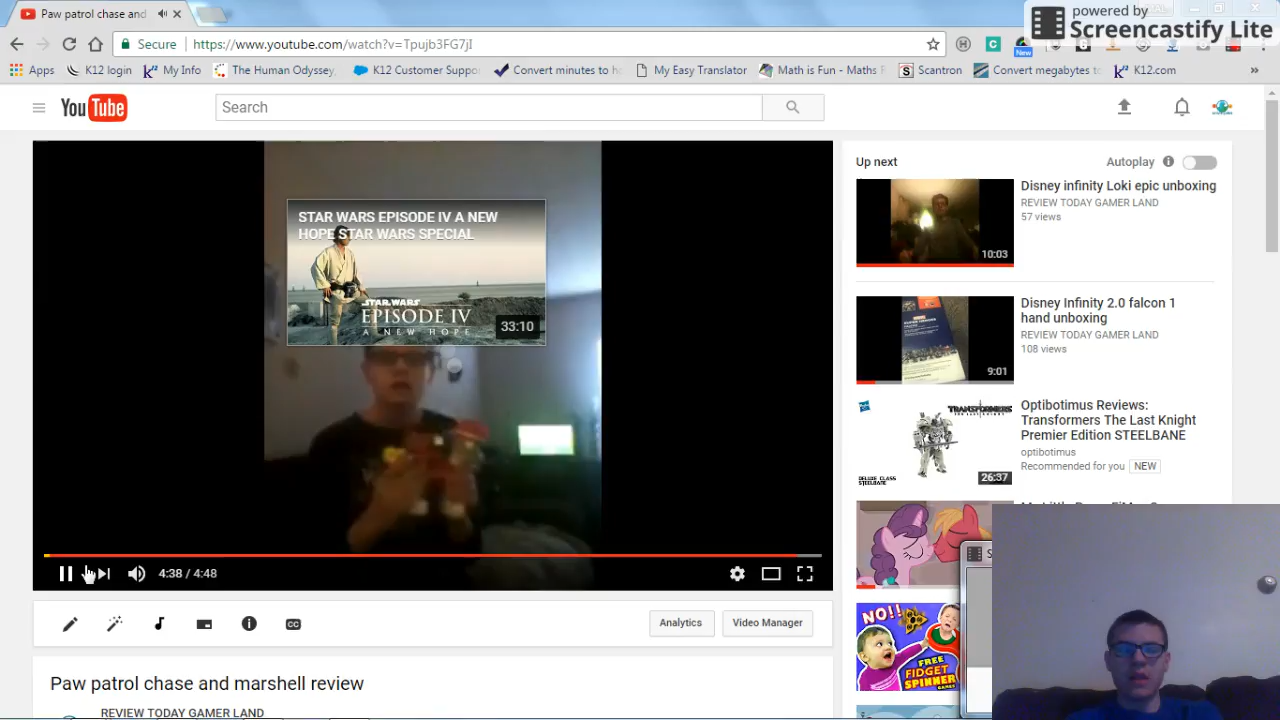 Paw patrol chase and
powered by
Screencastify Lite
Secure
https://www.youtube.com/watch?v=Tpujb3FG7jI
New
Apps
K12 login
My Info
The Human Odyssey
K12 Customer Suppo
Convert minutes to h
My Easy Translator
Math is Fun - Maths R
Scantron
Convert megabytes to
K12.com
YouTube
Search
STAR WARS EPISODE IV A NEW
HOPE STAR WARS SPECIAL
STAR WARS
EPISODE IV
A NEW HOPE
33:10
4:38 / 4:48
Analytics
Video Manager
Paw patrol chase and marshell review
REVIEW TODAY GAMER LAND
Up next
Autoplay
Disney infinity Loki epic unboxing
REVIEW TODAY GAMER LAND
57 views
10:03
Disney Infinity 2.0 falcon 1
hand unboxing
REVIEW TODAY GAMER LAND
108 views
9:01
Optibotimus Reviews:
Transformers The Last Knight
Premier Edition STEELBANE
optibotimus
Recommended for you NEW
TRANSFORMERS
DELUXE CLASS
STEELBANE
26:37
NO!!
FREE
FIDGET
SPINNER
GAMES